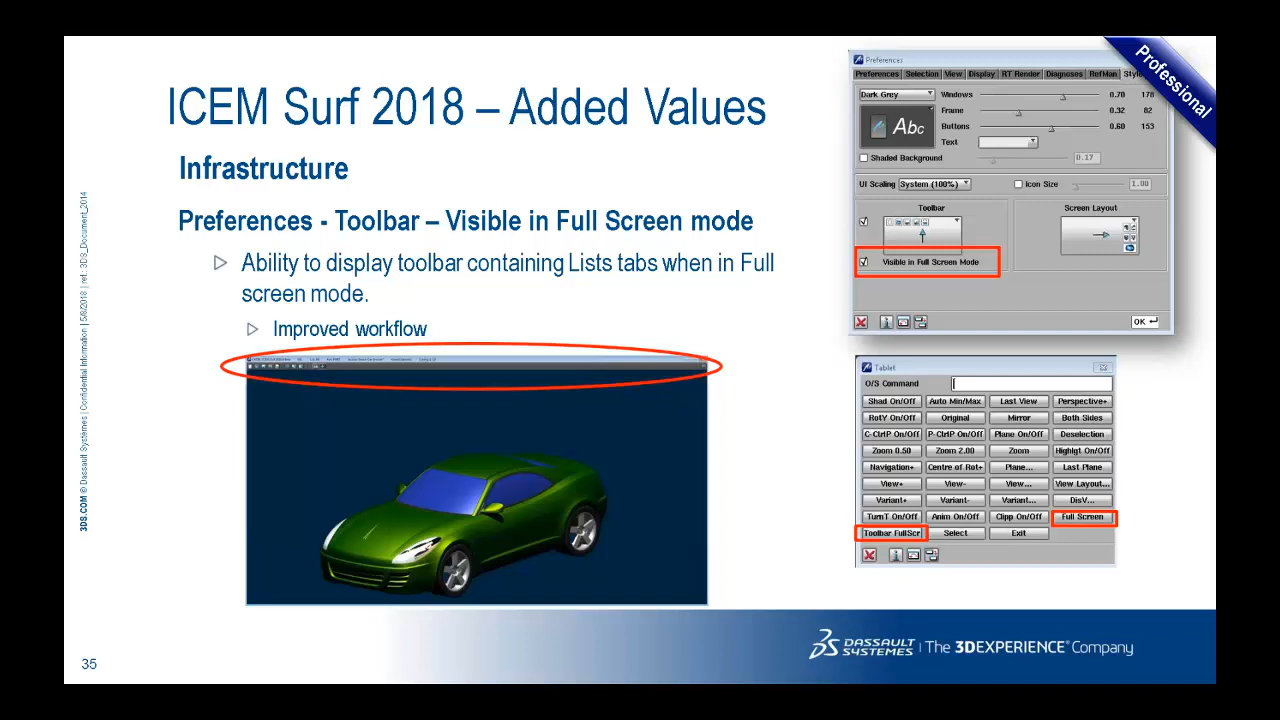 ICEM Surf 2018 – Added Values
Infrastructure
Preferences - Toolbar – Visible in Full Screen mode
Ability to display toolbar containing Lists tabs when in Full
screen mode.
Improved workflow
3DS.COM © Dassault Systèmes | Confidential Information | 5/8/2018 | ref.: 3DS_Document_2014
35
Professional
Preferences
Preferences Selection View Display RT Render Diagnoses RefMan
Dark Grey Windows 0.70 178
Frame 0.32 82
Abc Buttons 0.60 153
Text
Shaded Background 0.17
UI Scaling System (100%) Icon Size 1.00
Toolbar Screen Layout
Visible in Full Screen Mode
OK
Tablet
O/S Command
Shad On/Off Auto Min/Max Last View Perspective+
RotY On/Off Original Mirror Both Sides
C-CtrlP On/Off P-CtrlP On/Off Plane On/Off Deselection
Zoom 0.50 Zoom 2.00 Zoom Highlgt On/Off
Navigation+ Centre of Rot+ Plane... Last Plane
View+ View- View... View Layout...
Variant+ Variant- Variant... DisV...
TurnT On/Off Anim On/Off Clipp On/Off Full Screen
Toolbar FullScr Select Exit
DASSAULT SYSTEMES | The 3DEXPERIENCE® Company